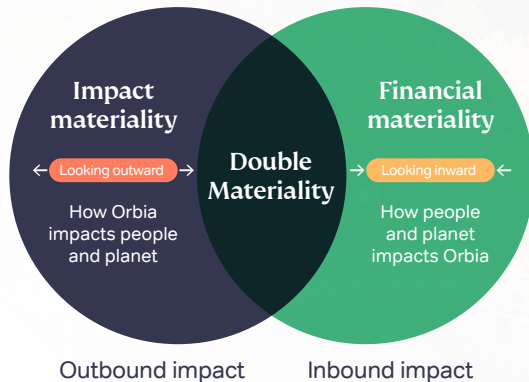 Impact
materiality
← Looking outward →
How Orbia
impacts people
and planet
Double
Materiality
Financial
materiality
→ Looking inward ←
How people
and planet
impacts Orbia
Outbound impact
Inbound impact